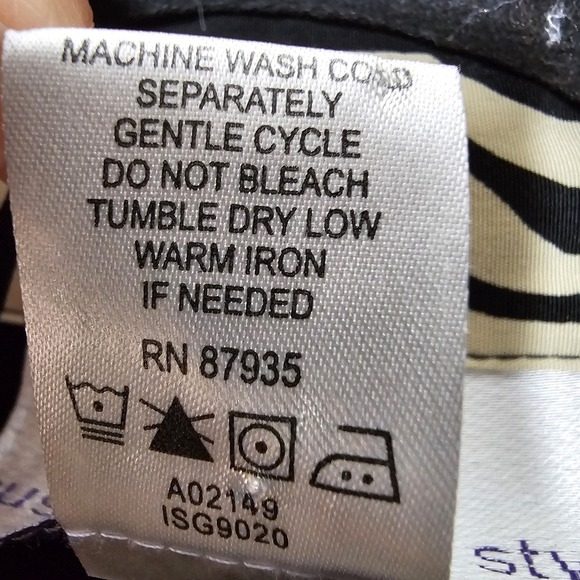 MACHINE WASH COLD
SEPARATELY
GENTLE CYCLE
DO NOT BLEACH
TUMBLE DRY LOW
WARM IRON
IF NEEDED
RN 87935
A02149
ISG9020